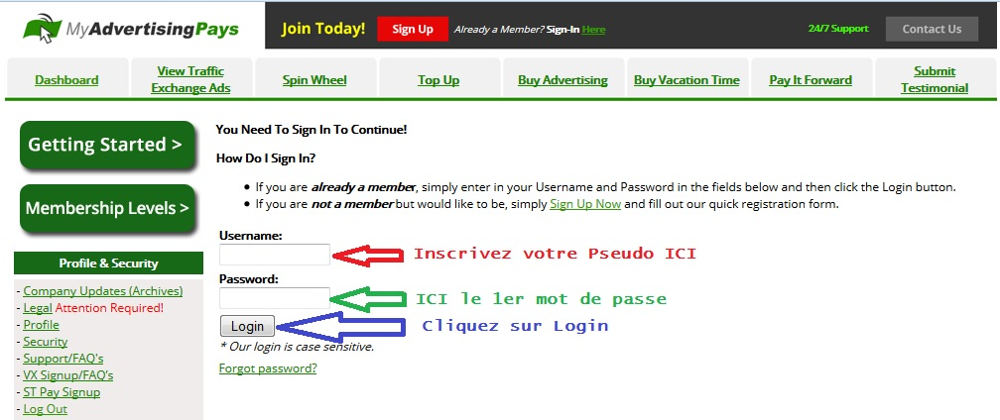 MyAdvertisingPays
Join Today!
Sign Up
Already a Member? Sign-In Here
24/7 Support
Contact Us
Dashboard
View Traffic
Exchange Ads
Spin Wheel
Top Up
Buy Advertising
Buy Vacation Time
Pay It Forward
Submit
Testimonial
Getting Started >
Membership Levels >
Profile & Security
- Company Updates (Archives)
- Legal Attention Required!
- Profile
- Security
- Support/FAQ's
- VX Signup/FAQ's
- ST Pay Signup
- Log Out
You Need To Sign In To Continue!
How Do I Sign In?
• If you are already a member, simply enter in your Username and Password in the fields below and then click the Login button.
• If you are not a member but would like to be, simply Sign Up Now and fill out our quick registration form.
Username:
Inscrivez votre Pseudo ICI
Password:
ICI le 1er mot de passe
Login
Cliquez sur Login
* Our login is case sensitive.
Forgot password?